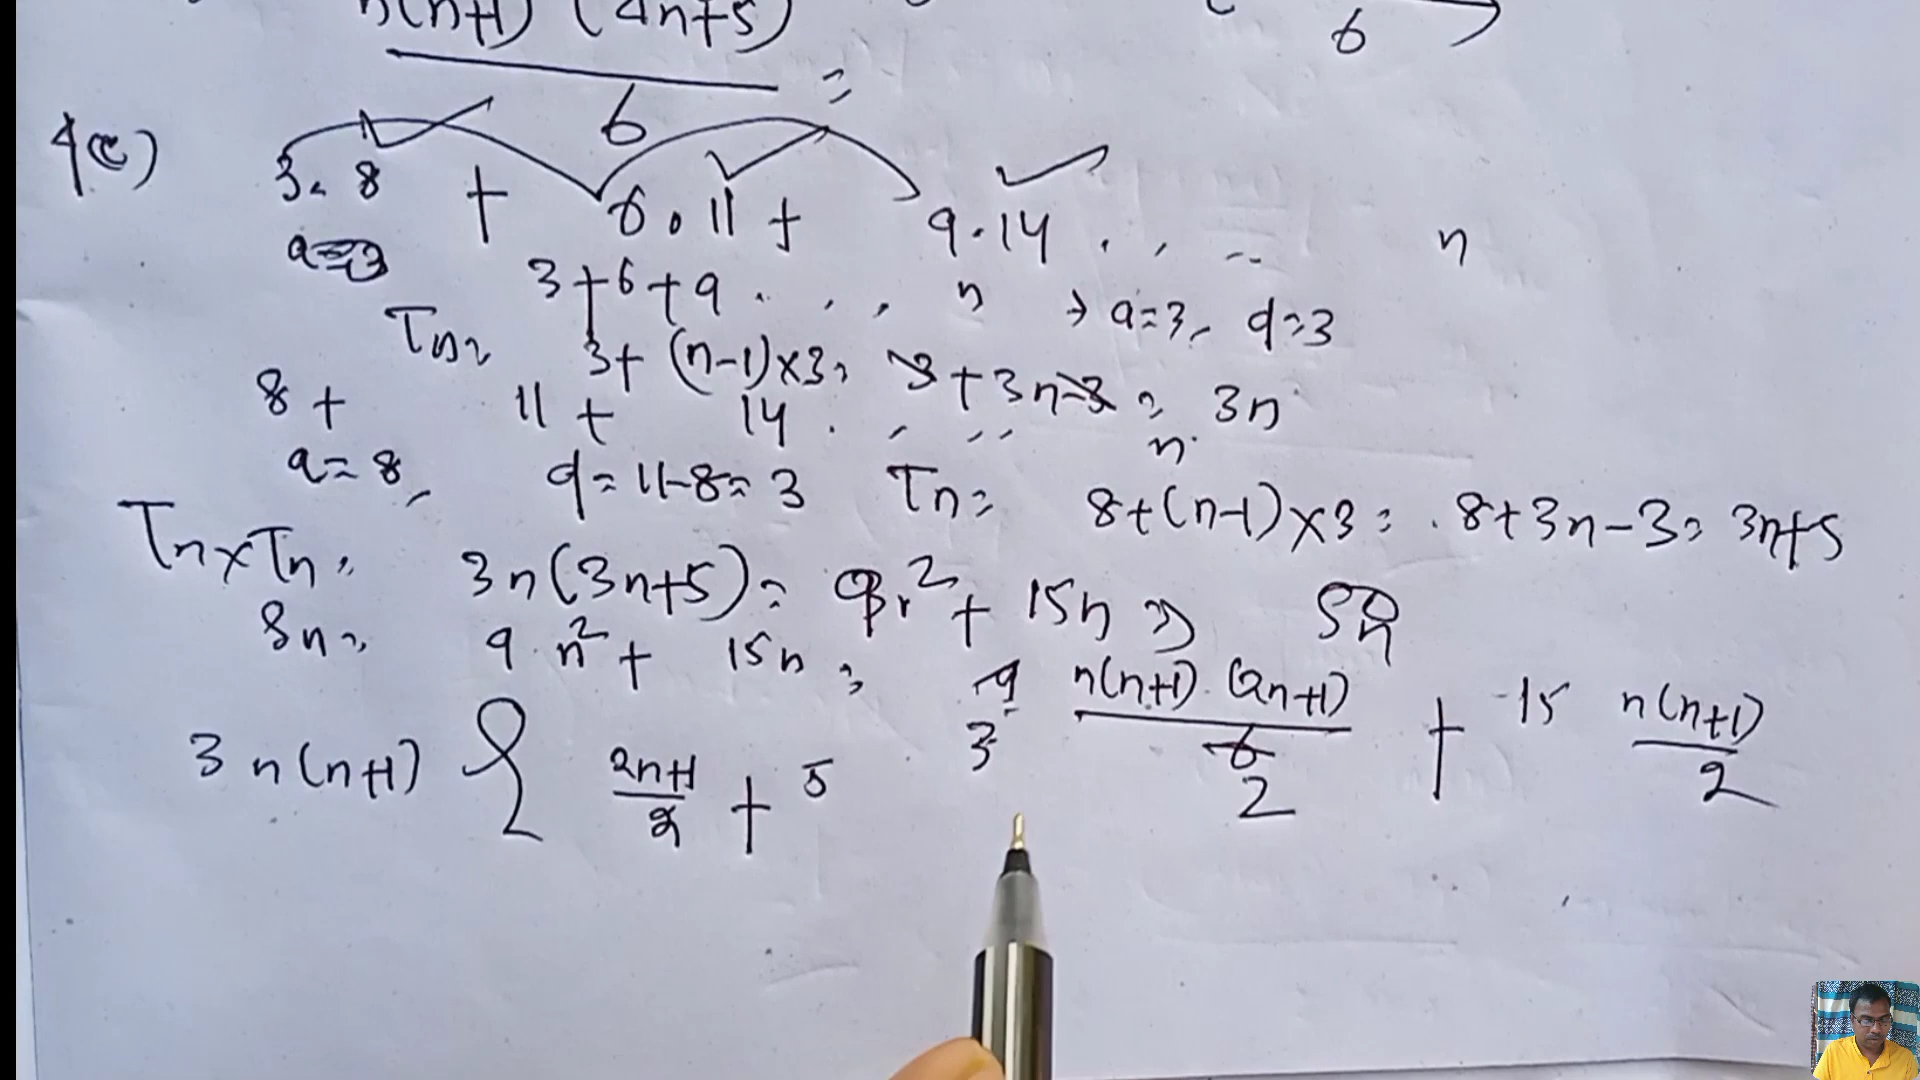 n(n+1) (4n+5)
6 =
6
4(c) 3.8 + 6.11 + 9.14 . , - .. n
a=3
3+6+9 . , , n → a=3, d=3
Tn = 3+(n-1)×3 = 3+3n-3 = 3n
8 + 11 + 14 . , , .. n
a=8, d=11-8=3 Tn = 8+(n-1)×3 = 8+3n-3 = 3n+5
Tn×Tn = 3n(3n+5) = 9n²+15n ⇒ Sn
Sn = 9n²+15n = 9 n(n+1)(2n+1)/6 + 15 n(n+1)/2
3 2
3n(n+1) { 2n+1/2 + 5